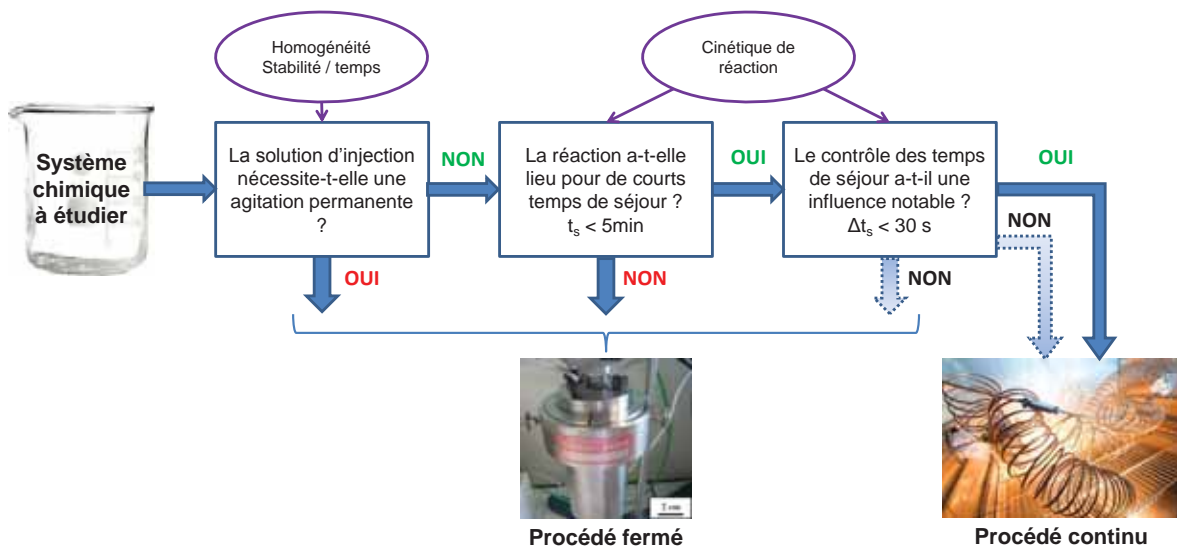 Homogénéité
Stabilité / temps
Cinétique de
réaction
Système
chimique
à étudier
La solution d'injection
nécessite-t-elle une
agitation permanente
?
NON
La réaction a-t-elle
lieu pour de courts
temps de séjour ?
ts < 5min
OUI
Le contrôle des temps
de séjour a-t-il une
influence notable ?
Δts < 30 s
OUI
NON
OUI
NON
NON
Procédé fermé
Procédé continu